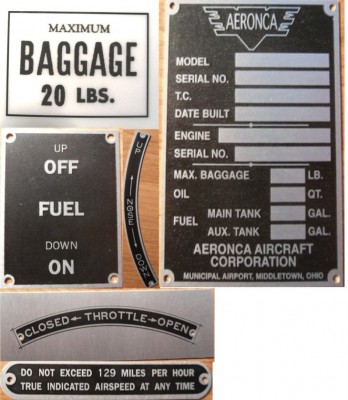 MAXIMUM
BAGGAGE
20 LBS.
AERONCA
MODEL
SERIAL NO.
T.C.
DATE BUILT
ENGINE
SERIAL NO.
MAX. BAGGAGE LB.
OIL QT.
FUEL
MAIN TANK GAL.
AUX. TANK GAL.
AERONCA AIRCRAFT
CORPORATION
MUNICIPAL AIRPORT, MIDDLETOWN, OHIO
UP
OFF
FUEL
DOWN
ON
UP ← NOSE → DOWN
CLOSED ← THROTTLE → OPEN
DO NOT EXCEED 129 MILES PER HOUR
TRUE INDICATED AIRSPEED AT ANY TIME